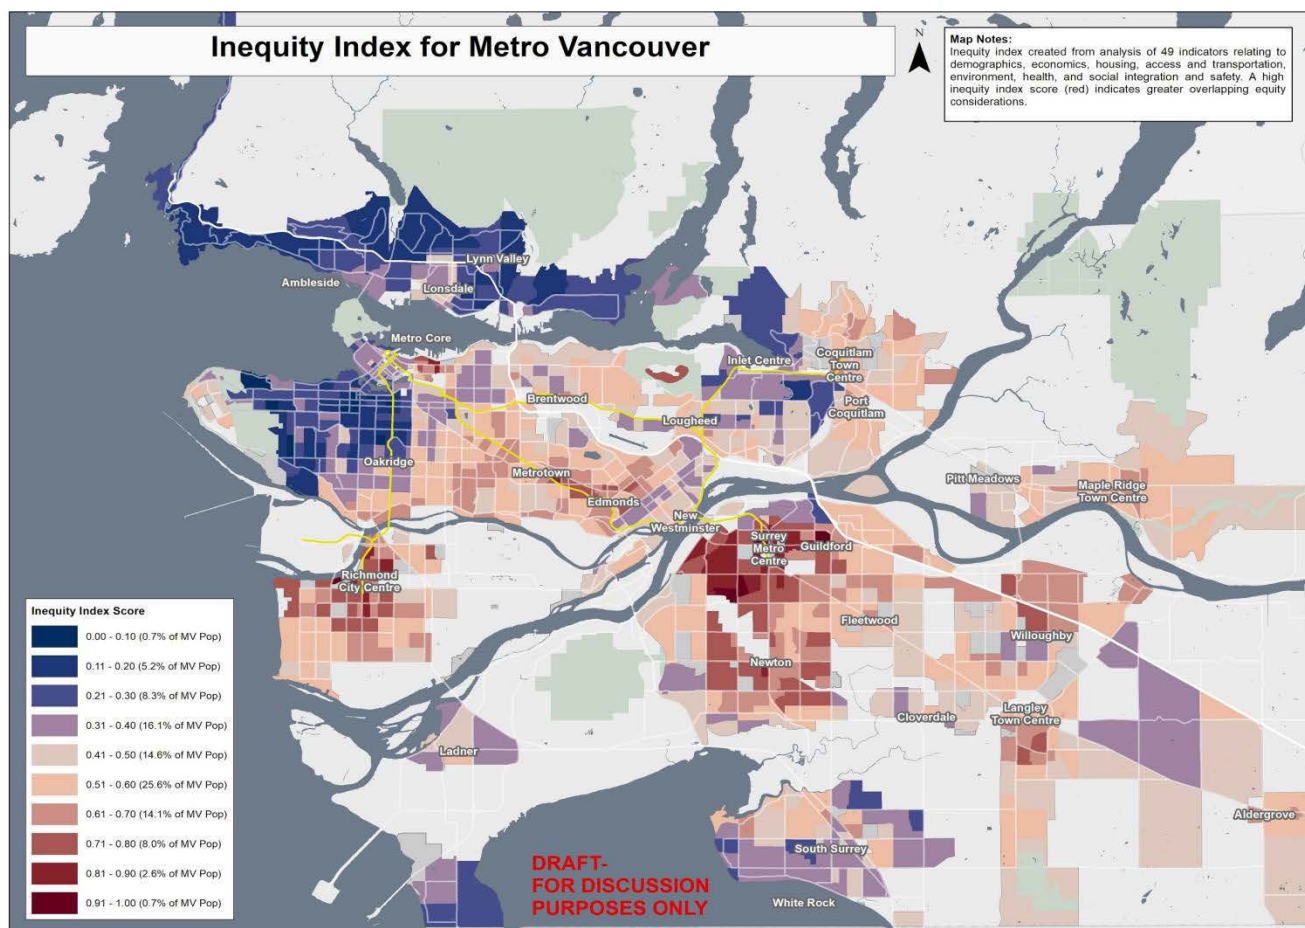 Inequity Index for Metro Vancouver
N
Map Notes:
Inequity index created from analysis of 49 indicators relating to
demographics, economics, housing, access and transportation,
environment, health, and social integration and safety. A high
inequity index score (red) indicates greater overlapping equity
considerations.
Lynn Valley
Ambleside
Lonsdale
Metro Core
Inlet Centre
Coquitlam
Town
Centre
Brentwood
Port
Coquitlam
Lougheed
Oakridge
Metrotown
Pitt Meadows
Maple Ridge
Town Centre
Edmonds
New
Westminster
Surrey
Metro
Centre
Guildford
Richmond
City Centre
Fleetwood
Willoughby
Newton
Cloverdale
Langley
Town Centre
Ladner
Aldergrove
South Surrey
White Rock
Inequity Index Score
0.00 - 0.10 (0.7% of MV Pop)
0.11 - 0.20 (5.2% of MV Pop)
0.21 - 0.30 (8.3% of MV Pop)
0.31 - 0.40 (16.1% of MV Pop)
0.41 - 0.50 (14.6% of MV Pop)
0.51 - 0.60 (25.6% of MV Pop)
0.61 - 0.70 (14.1% of MV Pop)
0.71 - 0.80 (8.0% of MV Pop)
0.81 - 0.90 (2.6% of MV Pop)
0.91 - 1.00 (0.7% of MV Pop)
DRAFT-
FOR DISCUSSION
PURPOSES ONLY